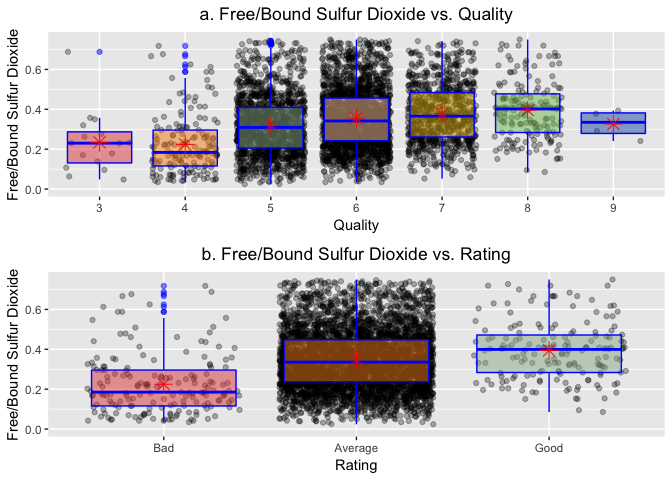 a. Free/Bound Sulfur Dioxide vs. Quality
Free/Bound Sulfur Dioxide
0.6
0.4
0.2
0.0
3 4 5 6 7 8 9
Quality
b. Free/Bound Sulfur Dioxide vs. Rating
Free/Bound Sulfur Dioxide
0.6
0.4
0.2
0.0
Bad Average Good
Rating